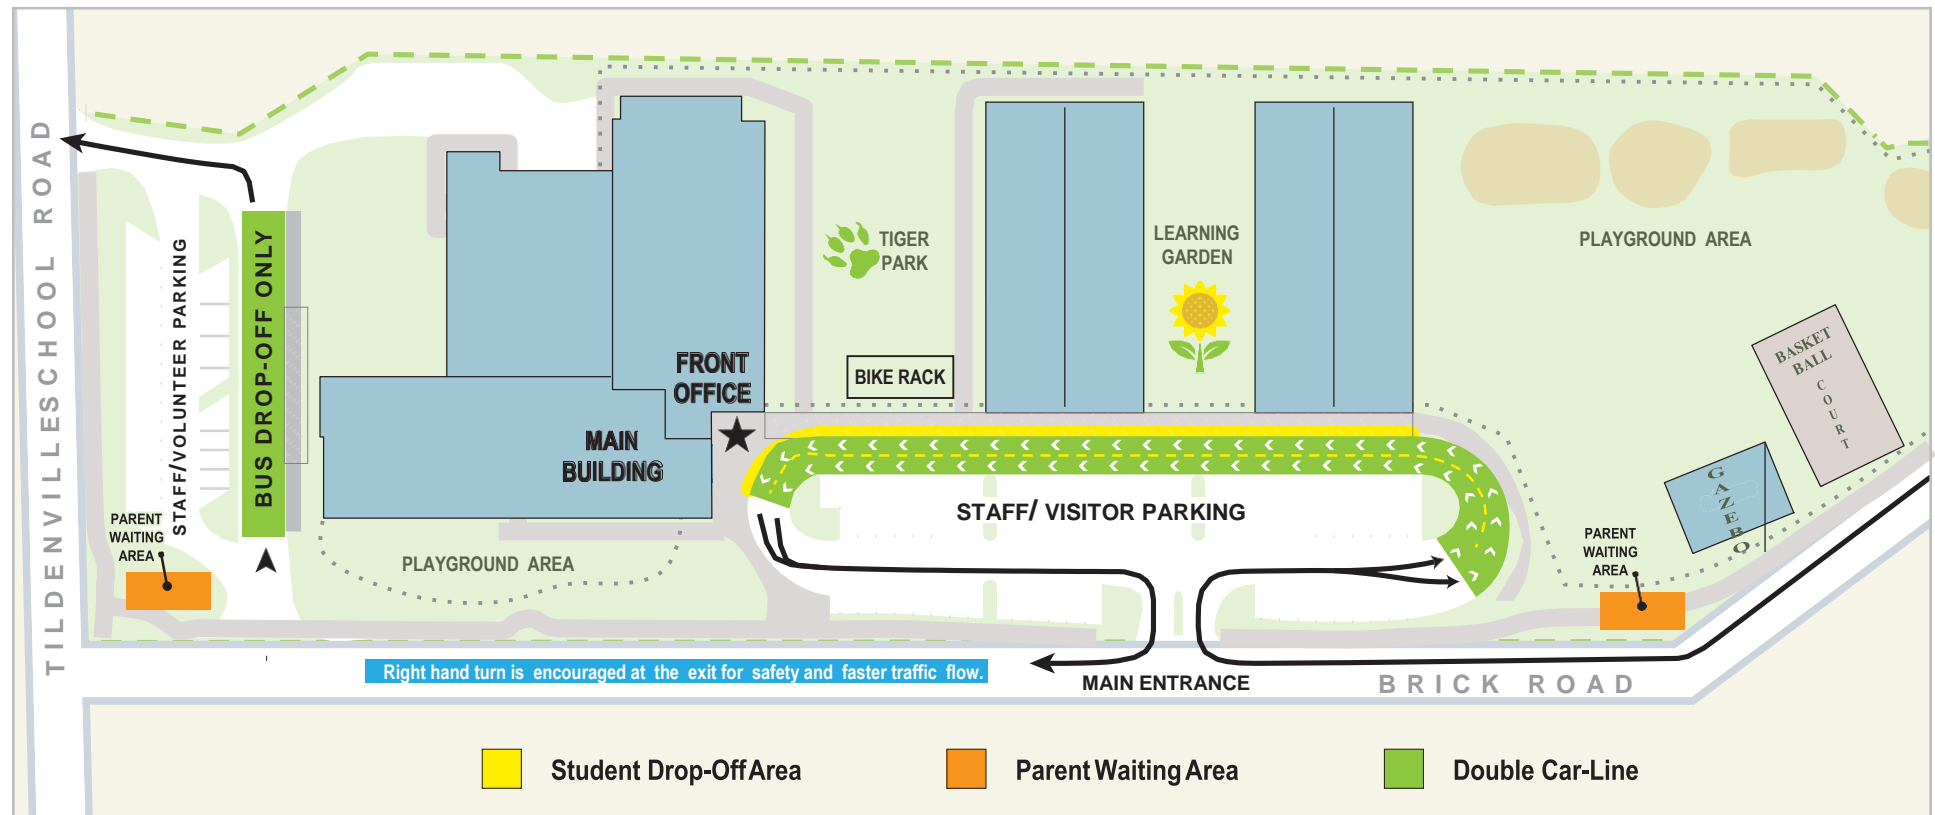 TILDENVILLESCHOOL ROAD
STAFF/VOLUNTEER PARKING
BUS DROP-OFF ONLY
PARENT
WAITING
AREA
FRONT
OFFICE
MAIN
BUILDING
PLAYGROUND AREA
TIGER
PARK
BIKE RACK
LEARNING
GARDEN
PLAYGROUND AREA
BASKET
BALL
COURT
GAZEBO
STAFF/ VISITOR PARKING
PARENT
WAITING
AREA
Right hand turn is encouraged at the exit for safety and faster traffic flow.
MAIN ENTRANCE
BRICK ROAD
Student Drop-Off Area
Parent Waiting Area
Double Car-Line